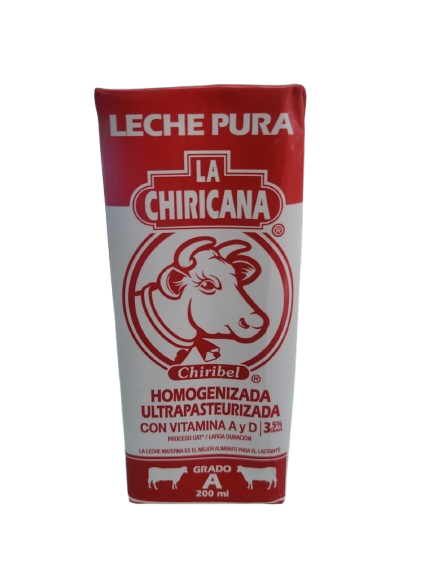 LECHE PURA
LA
CHIRICANA
®
Chiribel ®
HOMOGENIZADA
ULTRAPASTEURIZADA
CON VITAMINA A y D 3.5%
PROCESO UAT* / LARGA DURACIÓN
LA LECHE MATERNA ES EL MEJOR ALIMENTO PARA EL LACTANTE
GRADO
A
200 ml